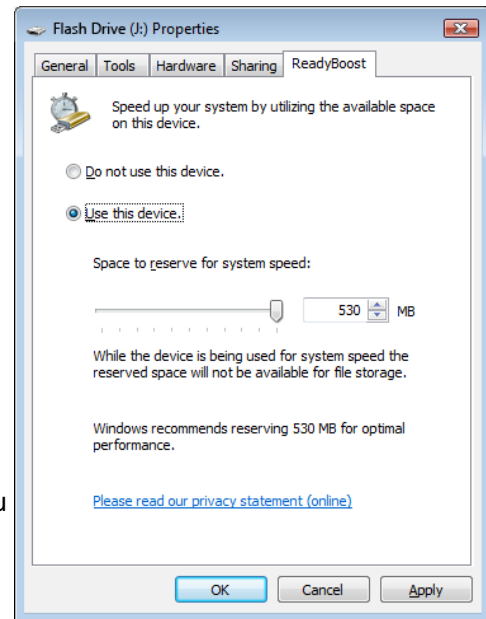 Flash Drive (J:) Properties
General Tools Hardware Sharing ReadyBoost
Speed up your system by utilizing the available space
on this device.
Do not use this device.
Use this device.
Space to reserve for system speed:
530 MB
While the device is being used for system speed the
reserved space will not be available for file storage.
Windows recommends reserving 530 MB for optimal
performance.
u
Please read our privacy statement (online)
OK Cancel Apply